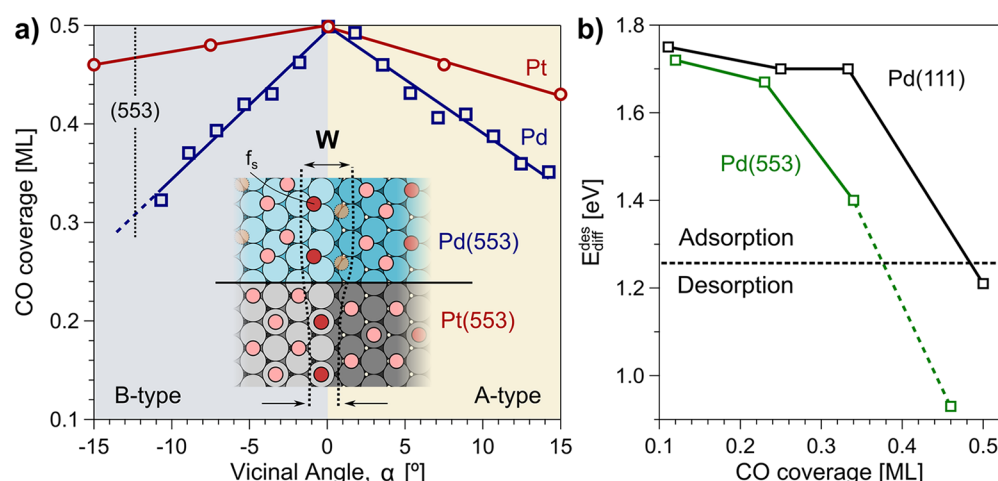 a)
0.5
0.4
0.3
0.2
0.1
CO coverage [ML]
(553)
Pt
Pd
W
fs
Pd(553)
Pt(553)
B-type
A-type
-15
-10
-5
0
5
10
15
Vicinal Angle, α [º]
b)
1.8
1.6
1.4
1.2
1.0
E des diff [eV]
Pd(111)
Pd(553)
Adsorption
Desorption
0.1
0.2
0.3
0.4
0.5
CO coverage [ML]